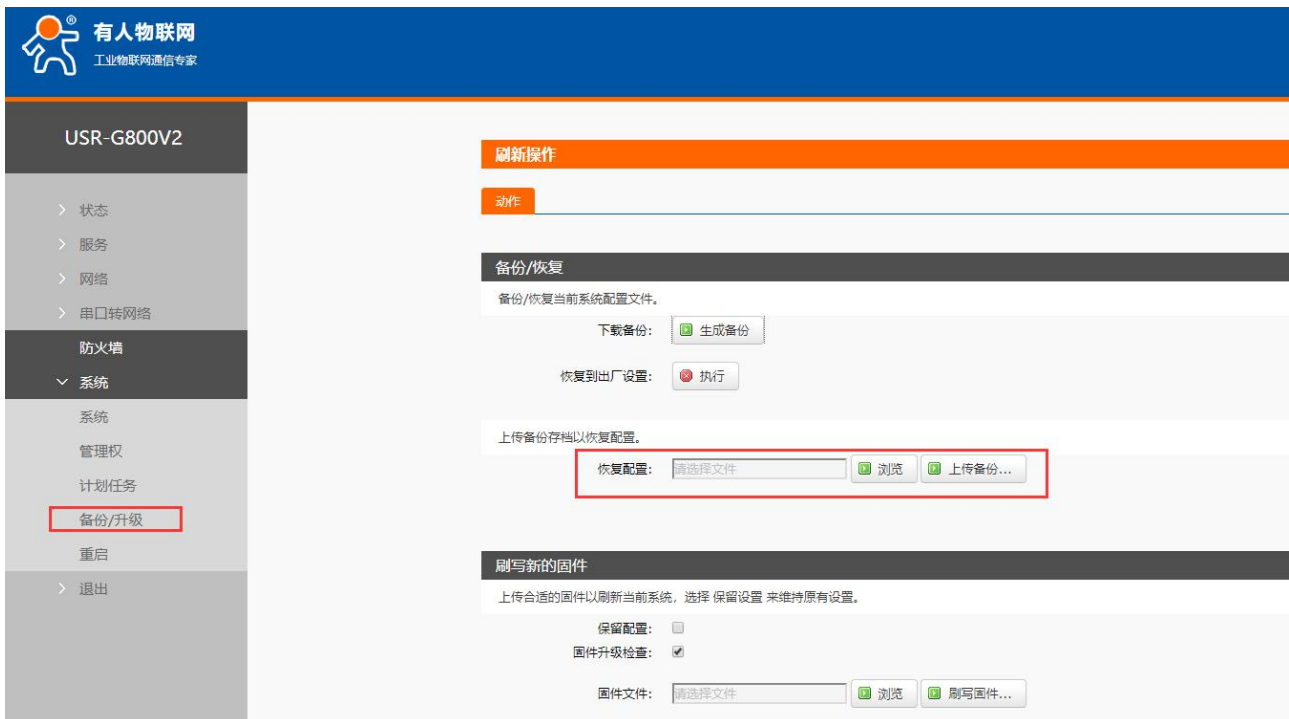 ®
有人物联网
工业物联网通信专家
USR-G800V2
状态
服务
网络
串口转网络
防火墙
系统
系统
管理权
计划任务
备份/升级
重启
退出
刷新操作
动作
备份/恢复
备份/恢复当前系统配置文件。
下载备份: 生成备份
恢复到出厂设置: 执行
上传备份存档以恢复配置。
恢复配置: 请选择文件 浏览 上传备份...
刷写新的固件
上传合适的固件以刷新当前系统，选择 保留设置 来维持原有设置。
保留配置:
固件升级检查:
固件文件: 请选择文件 浏览 刷写固件...